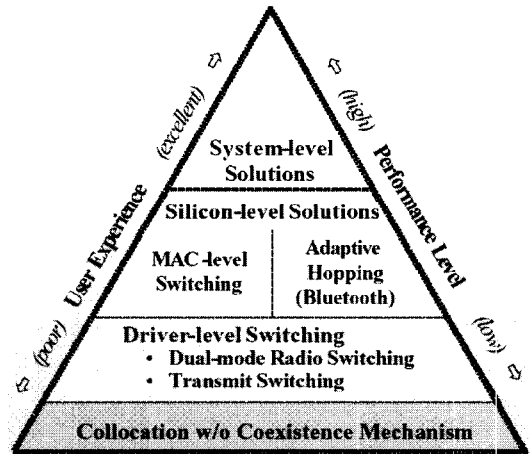 System-level
Solutions
Silicon-level Solutions
MAC-level
Switching
Adaptive
Hopping
(Bluetooth)
Driver-level Switching
• Dual-mode Radio Switching
• Transmit Switching
Collocation w/o Coexistence Mechanism
(poor) User Experience (excellent)
(high) Performance Level (low)